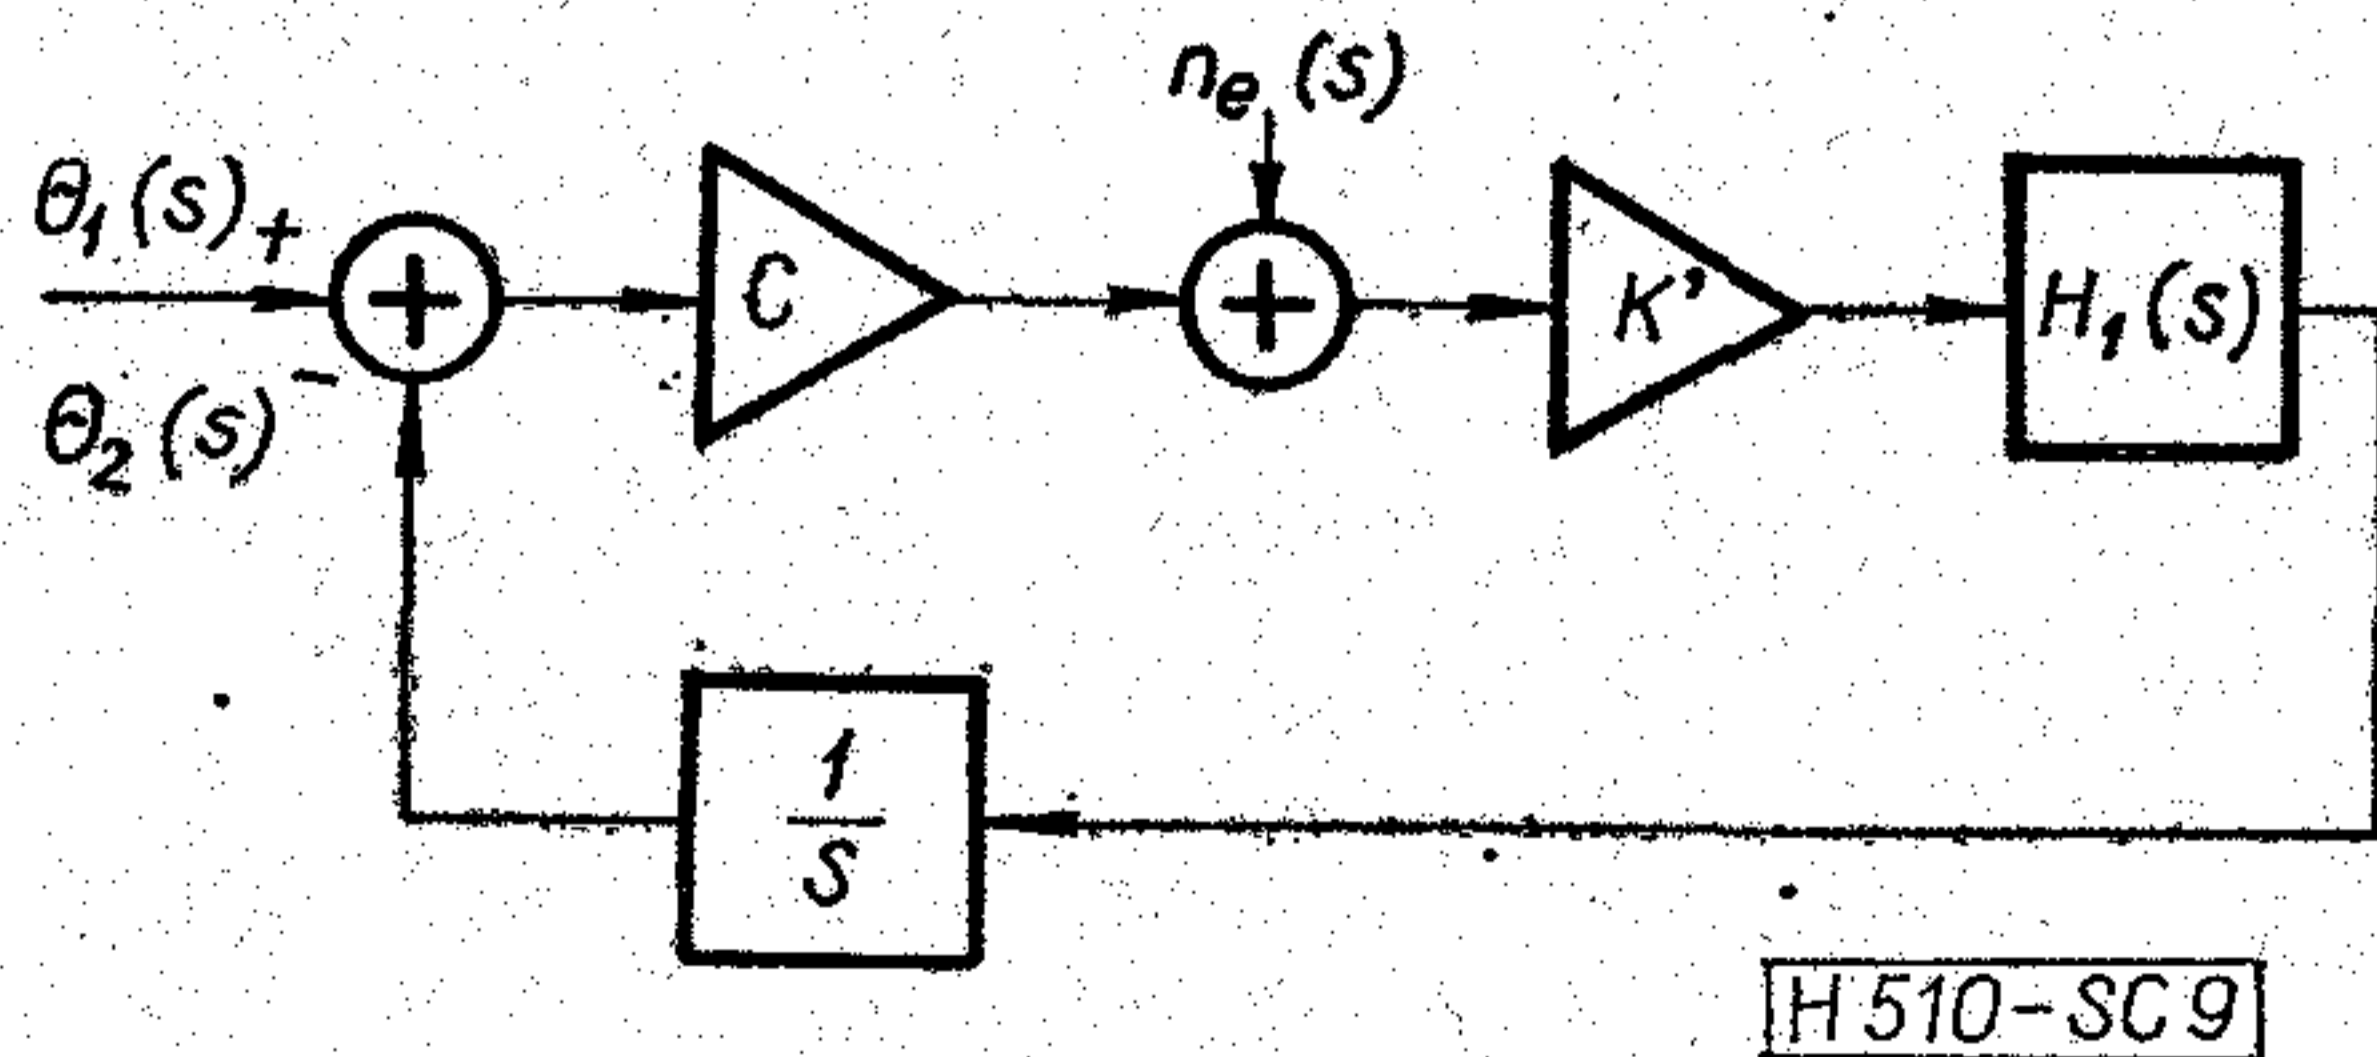 nₑ(s)
θ₁(s) +
+
C
+
K'
H₁(s)
θ₂(s) −
1
s
H 510-SC 9